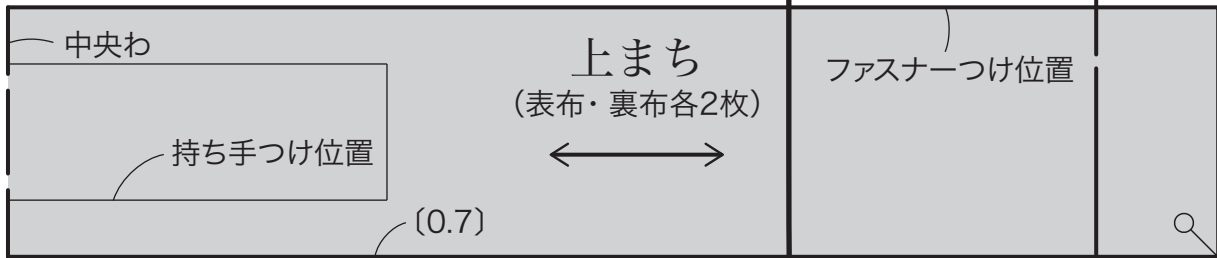 中央わ
上まち
(表布・裏布各2枚)
ファスナーつけ位置
持ち手つけ位置
〔0.7〕